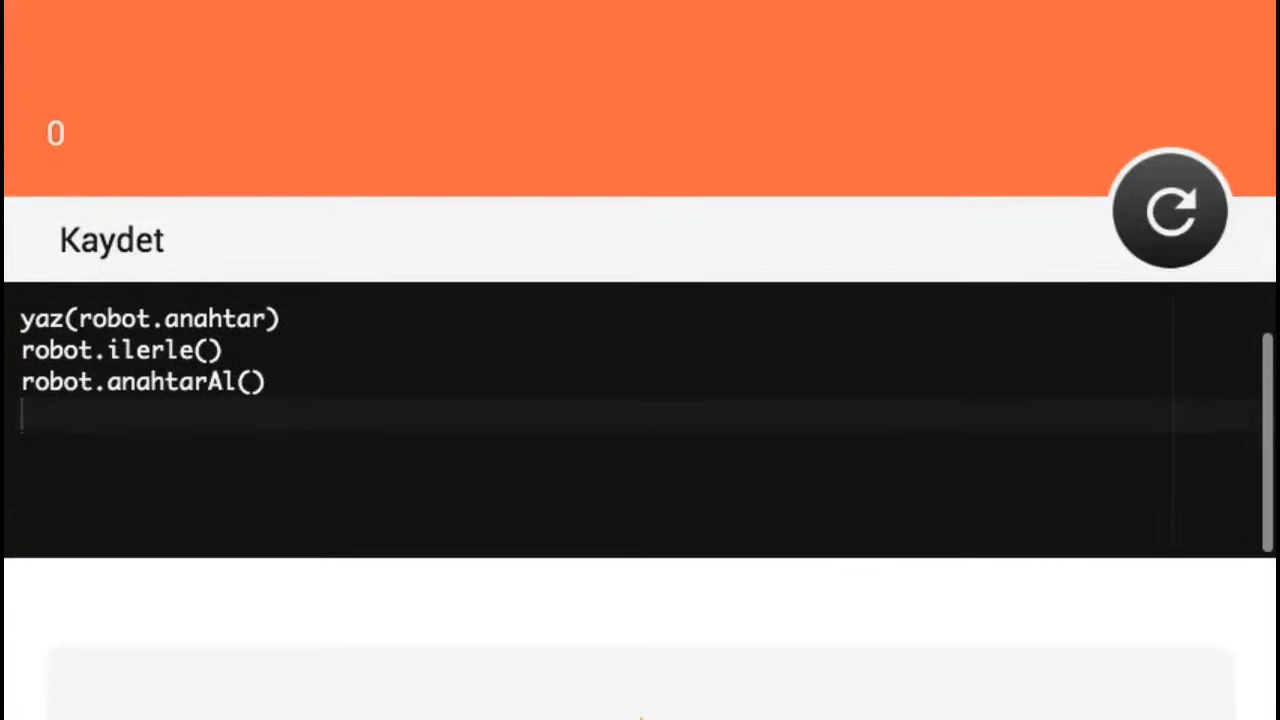 0
Kaydet
yaz(robot.anahtar)
robot.ilerle()
robot.anahtarAl()